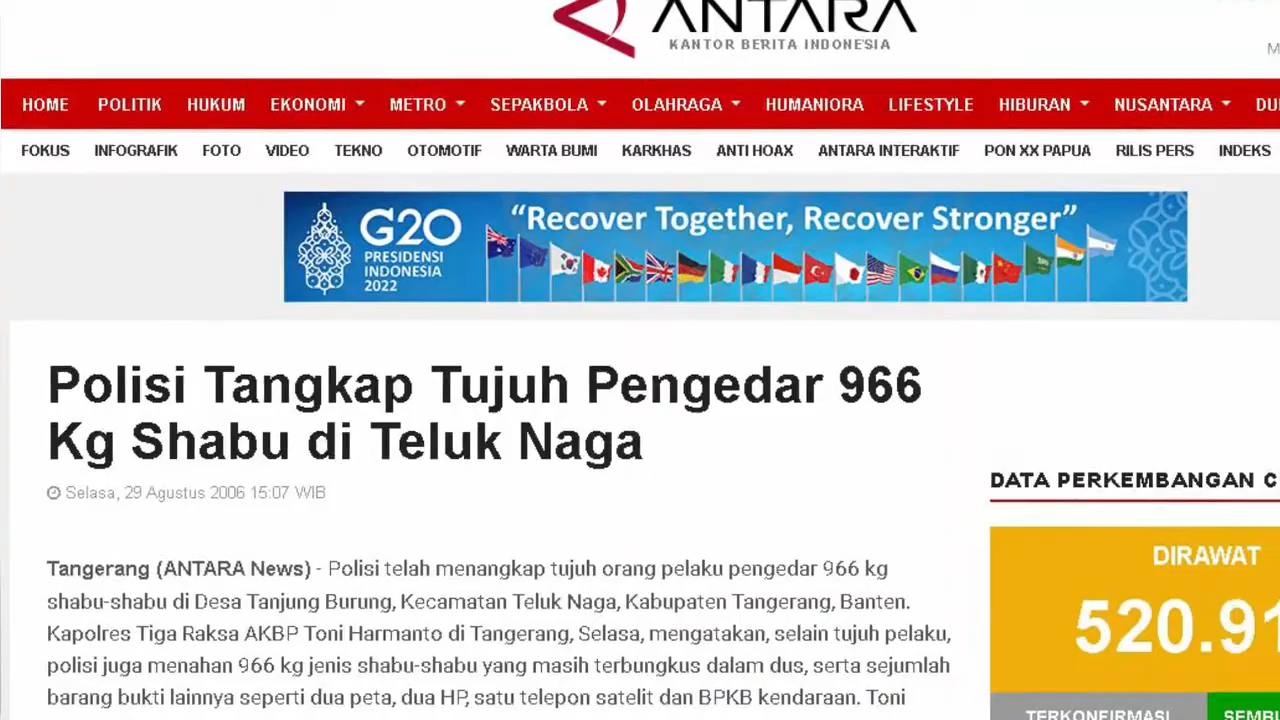 ANTARA
KANTOR BERITA INDONESIA
HOME POLITIK HUKUM EKONOMI METRO SEPAKBOLA OLAHRAGA HUMANIORA LIFESTYLE HIBURAN NUSANTARA
FOKUS INFOGRAFIK FOTO VIDEO TEKNO OTOMOTIF WARTA BUMI KARKHAS ANTI HOAX ANTARA INTERAKTIF PON XX PAPUA RILIS PERS INDEKS
G20
PRESIDENSI
INDONESIA
2022
“Recover Together, Recover Stronger”
Polisi Tangkap Tujuh Pengedar 966
Kg Shabu di Teluk Naga
Selasa, 29 Agustus 2006 15:07 WIB
Tangerang (ANTARA News) - Polisi telah menangkap tujuh orang pelaku pengedar 966 kg
shabu-shabu di Desa Tanjung Burung, Kecamatan Teluk Naga, Kabupaten Tangerang, Banten.
Kapolres Tiga Raksa AKBP Toni Harmanto di Tangerang, Selasa, mengatakan, selain tujuh pelaku,
polisi juga menahan 966 kg jenis shabu-shabu yang masih terbungkus dalam dus, serta sejumlah
barang bukti lainnya seperti dua peta, dua HP, satu telepon satelit dan BPKB kendaraan. Toni
DATA PERKEMBANGAN C
DIRAWAT
520.91
TERKONFIRMASI